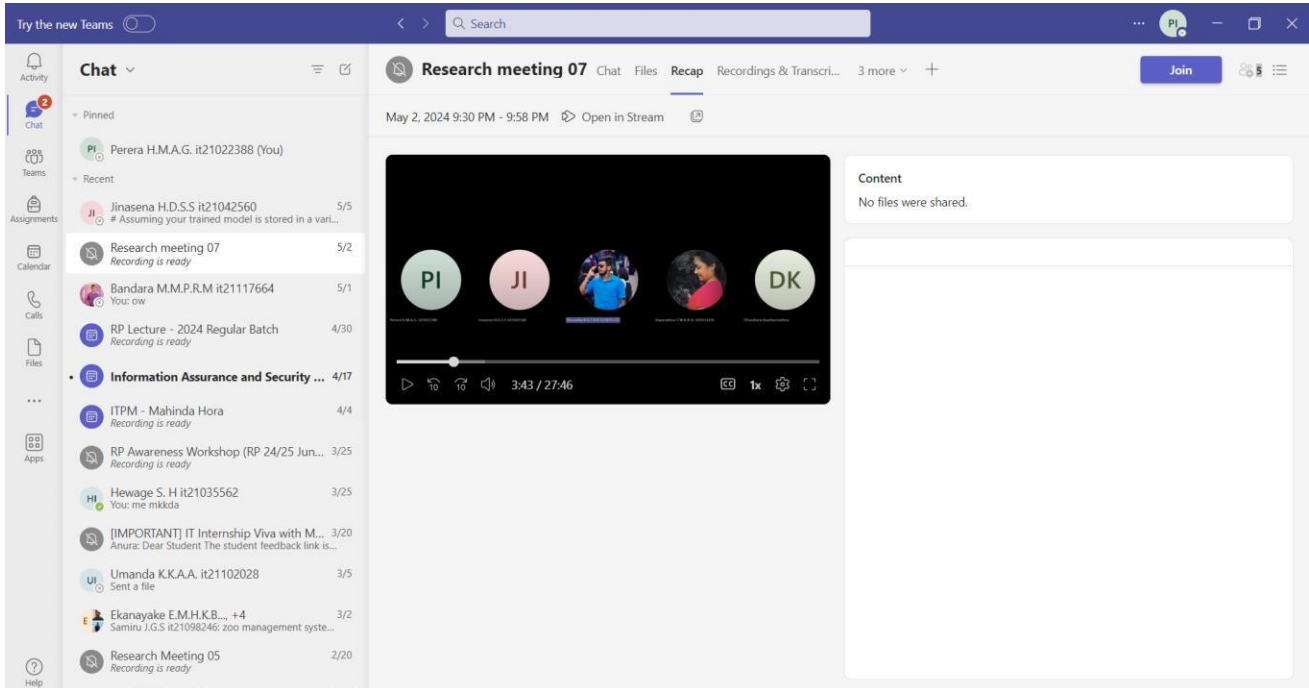 Try the new Teams
Search
PI
Activity
Chat
Teams
Assignments
Calendar
Calls
Files
Apps
Help
2
Chat
Pinned
PI Perera H.M.A.G. it21022388 (You)
Recent
JI Jinasena H.D.S.S it21042560 5/5
# Assuming your trained model is stored in a vari...
Research meeting 07 5/2
Recording is ready
Bandara M.M.P.R.M it21117664 5/1
You: ow
RP Lecture - 2024 Regular Batch 4/30
Recording is ready
Information Assurance and Security ... 4/17
ITPM - Mahinda Hora 4/4
Recording is ready
RP Awareness Workshop (RP 24/25 Jun... 3/25
Recording is ready
HI Hewage S. H it21035562 3/25
You: me mkkda
[IMPORTANT] IT Internship Viva with M... 3/20
Anura: Dear Student The student feedback link is...
UI Umanda K.K.A.A. it21102028 3/5
Sent a file
E Ekanayake E.M.H.K.B..., +4 3/2
Samiru J.G.S it21098246: zoo management syste...
Research Meeting 05 2/20
Recording is ready
Research meeting 07 Chat Files Recap Recordings & Transcri... 3 more Join 5
May 2, 2024 9:30 PM - 9:58 PM Open in Stream
PI JI DK
10 10 3:43 / 27:46 CC 1x
Content
No files were shared.